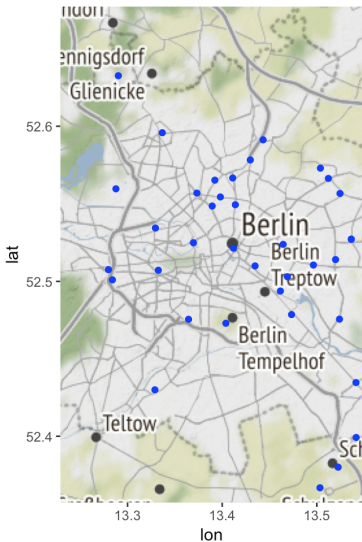 ennigsdorf
Glienicke
52.6
Berlin
Berlin
Treptow
52.5
Berlin
Tempelhof
Teltow
52.4
Sch
13.3
13.4
13.5
lon
lat